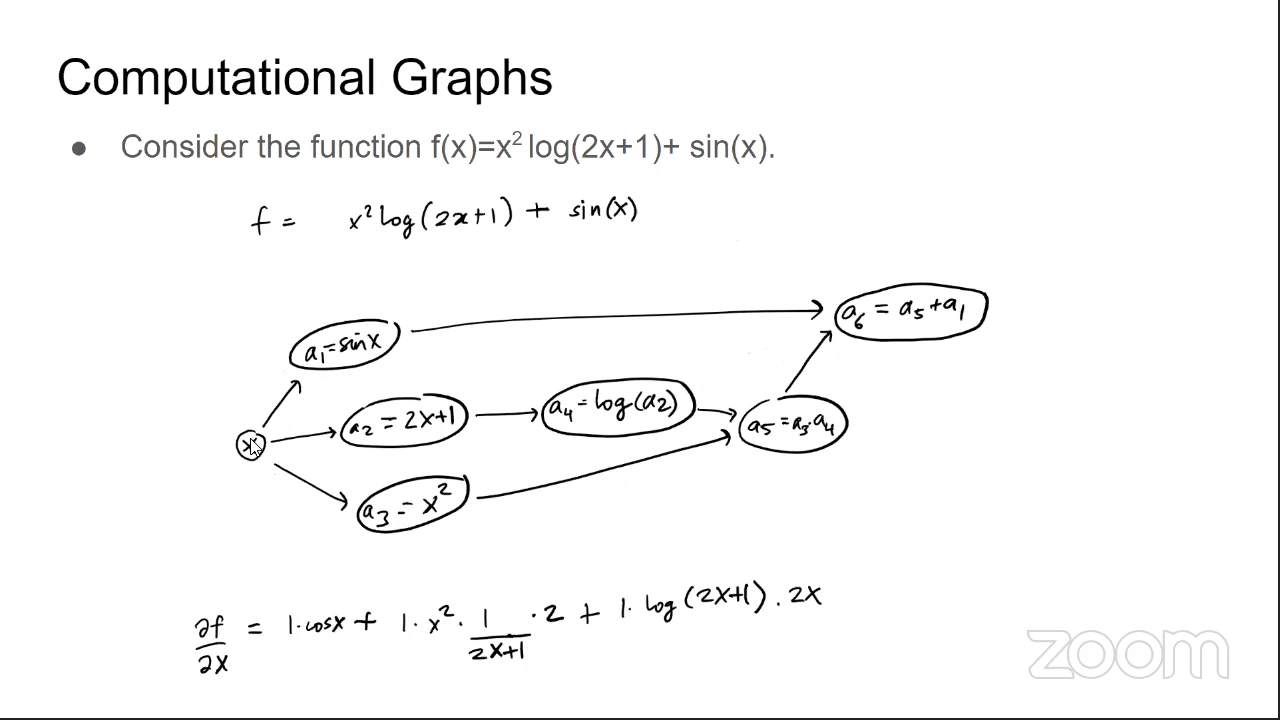 Computational Graphs
● Consider the function f(x)=x² log(2x+1)+ sin(x).
f = x² log(2x+1) + sin(x)
a₆ = a₅+a₁
a₁=sinx
a₂ = 2x+1
a₄=log(a₂)
a₅=a₃·a₄
x
a₃ = x²
∂f/∂x = 1·cosx + 1·x²·1/(2x+1)·2 + 1·log(2x+1).2x
zoom